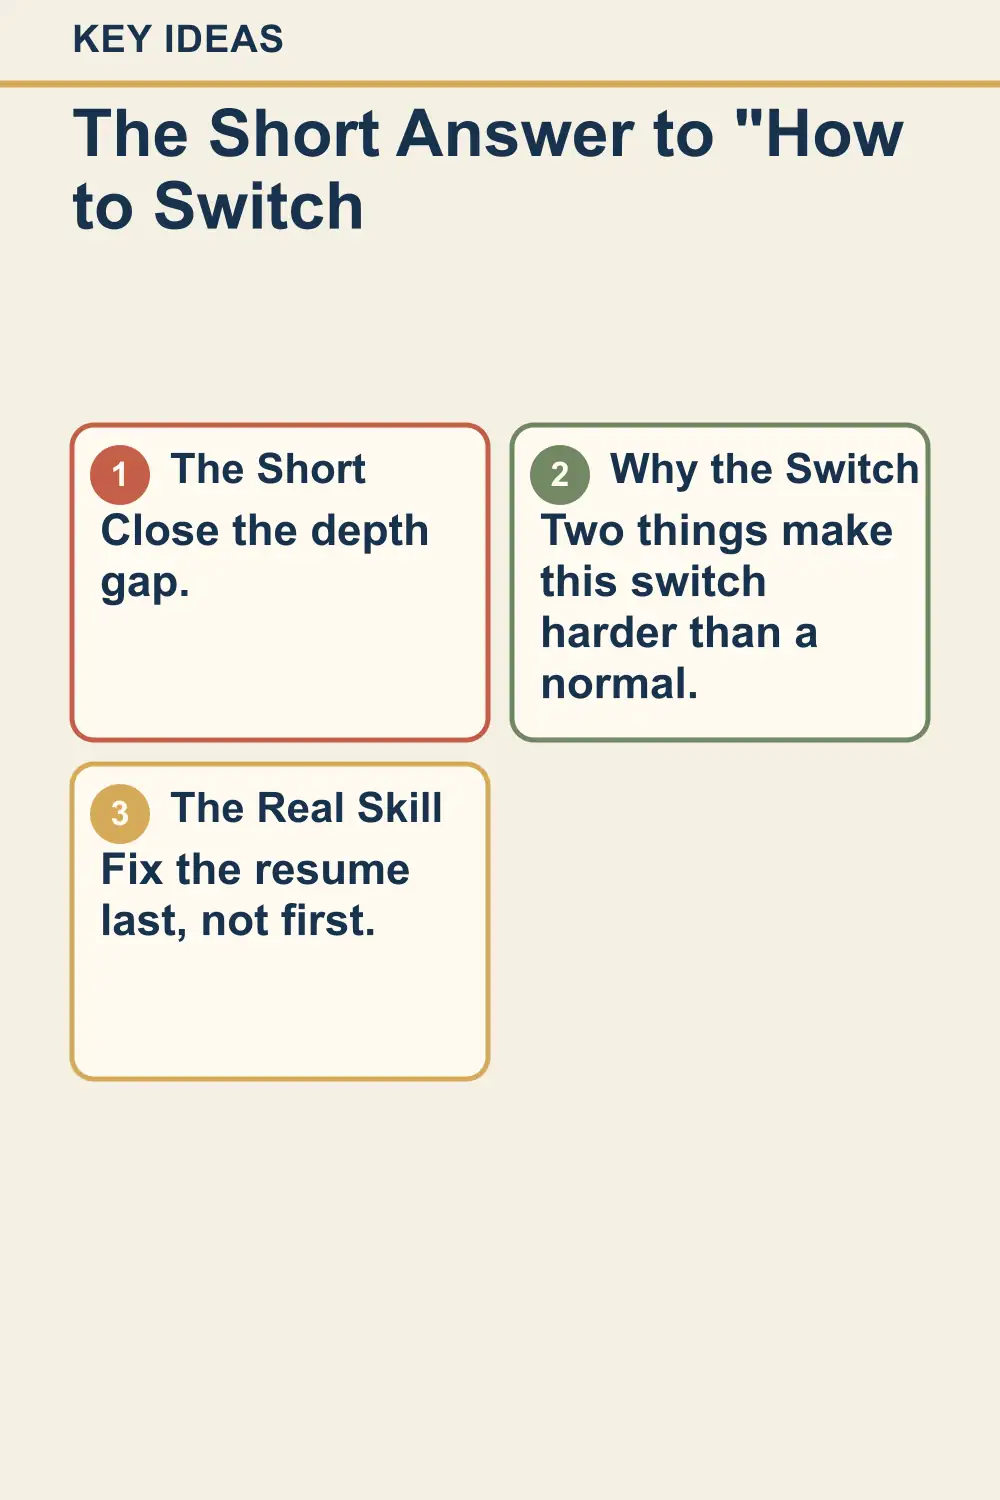 KEY IDEAS
The Short Answer to "How
to Switch
1 The Short
Close the depth
gap.
2 Why the Switch
Two things make
this switch
harder than a
normal.
3 The Real Skill
Fix the resume
last, not first.